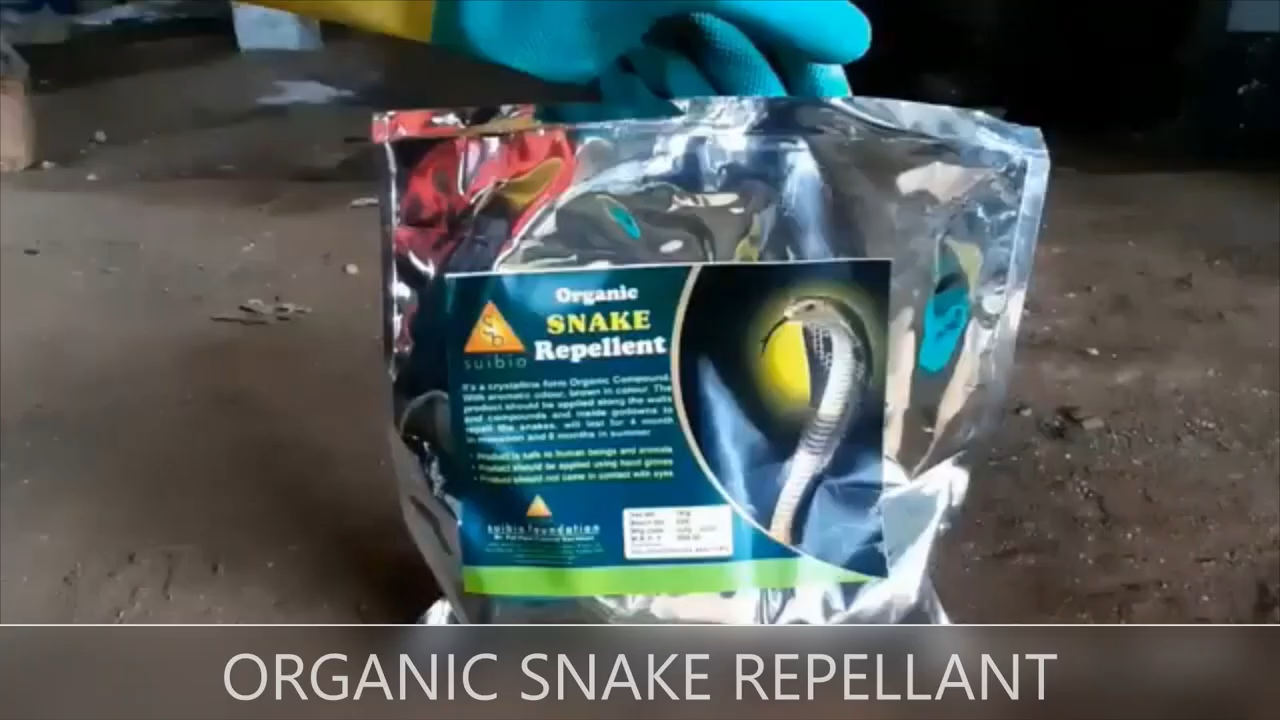 Organic
SNAKE
Repellent
suibio
It's a crystalline form Organic Compound,
With aromatic odour, brown in colour. The
product should be applied along the walls
and compounds and inside godowns to
repell the snakes, will last for 4 month
in monsoon and 6 months in summer
• Product is safe to human beings and animals
• Product should be applied using hand gloves
• Product should not came in contact with eyes
suibio foundation
ORGANIC SNAKE REPELLANT